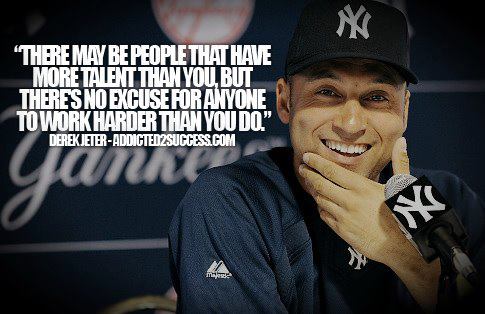 “THERE MAY BE PEOPLE THAT HAVE
MORE TALENT THAN YOU, BUT
THERE'S NO EXCUSE FOR ANYONE
TO WORK HARDER THAN YOU DO.”
DEREK JETER - ADDICTED2SUCCESS.COM
Yankees
NY
NY
NY
Majestic